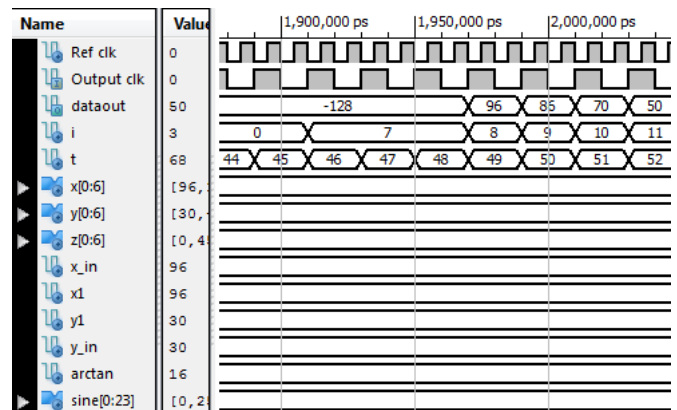 Name Value 1,900,000 ps 1,950,000 ps 2,000,000 ps
Ref clk 0
Output clk 0
dataout 50 -128 96 85 70 50
i 3 0 7 8 9 10 11
t 68 44 45 46 47 48 49 50 51 52
x[0:6] [96,
y[0:6] [30,
z[0:6] [0,4
x_in 96
x1 96
y1 30
y_in 30
arctan 16
sine[0:23] [0,2